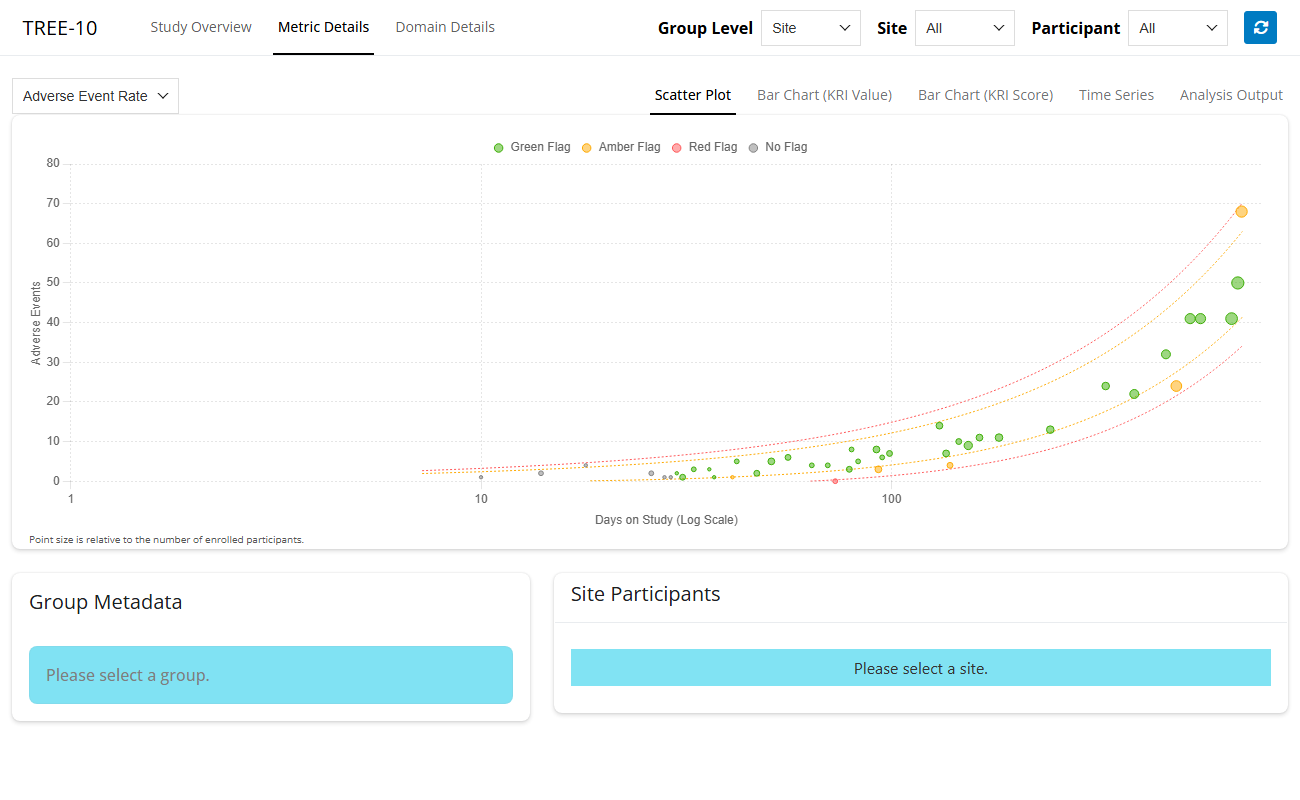 TREE-10 Study Overview Metric Details Domain Details Group Level Site Site All Participant All
Adverse Event Rate Scatter Plot Bar Chart (KRI Value) Bar Chart (KRI Score) Time Series Analysis Output
Green Flag Amber Flag Red Flag No Flag
80
70
60
50
40
30
20
10
0
Adverse Events
1 10 100
Days on Study (Log Scale)
Point size is relative to the number of enrolled participants.
Group Metadata
Please select a group.
Site Participants
Please select a site.